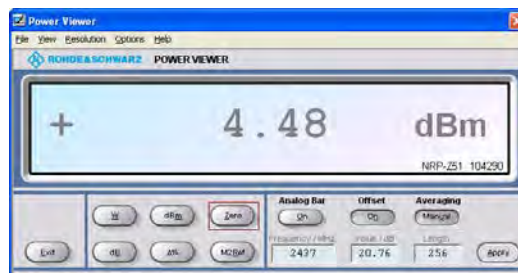 Power Viewer
File View Resolution Options Help
ROHDE&SCHWARZ POWER VIEWER
+ 4.48 dBm
NRP-Z51 104290
Analog Bar Offset Averaging
W dBm Zero On On Manual
Frequency / MHz Value / dB Length
Exit dB Δ% M2Ref 2437 20.76 256 Apply